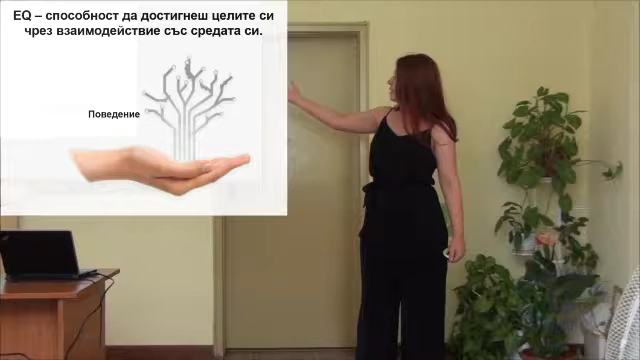 EQ – способност да достигнеш целите си
чрез взаимодействие със средата си.
Поведение